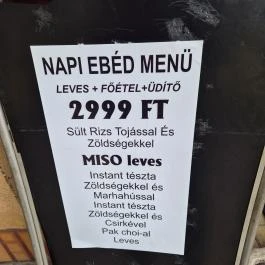 NAPI EBÉD MENÜ
LEVES + FŐÉTEL+ÜDÍTŐ
2999 FT
Sült Rizs Tojással És
Zöldségekkel
MISO leves
Instant tészta
Zöldségekkel és
Marhahússal
Instant tészta
Zöldségekkel és
Csirkével
Pak choi-al
Leves